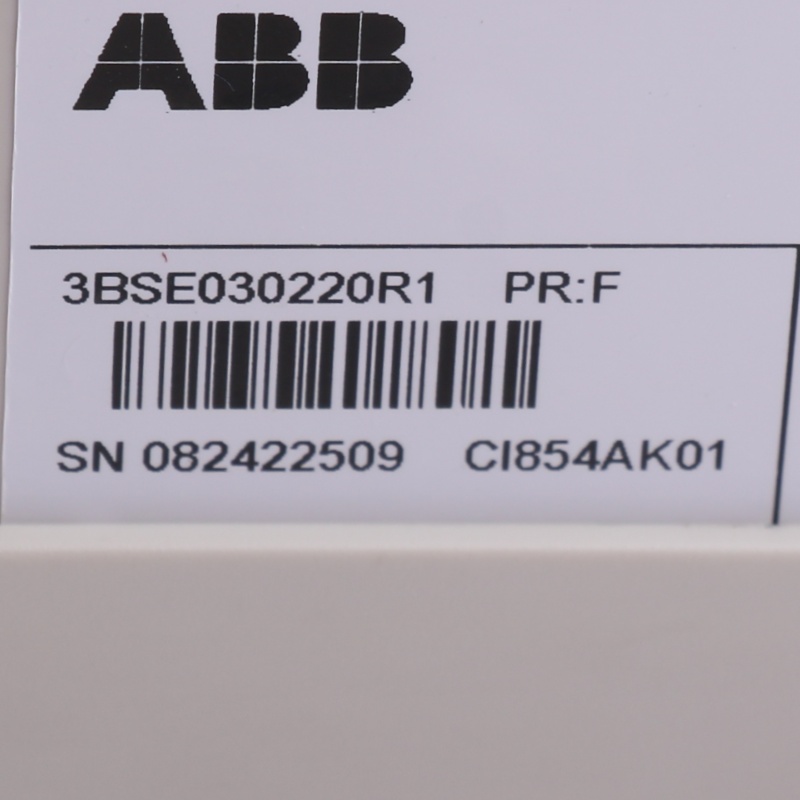 ABB
3BSE030220R1 PR:F
SN 082422509 CI854AK01